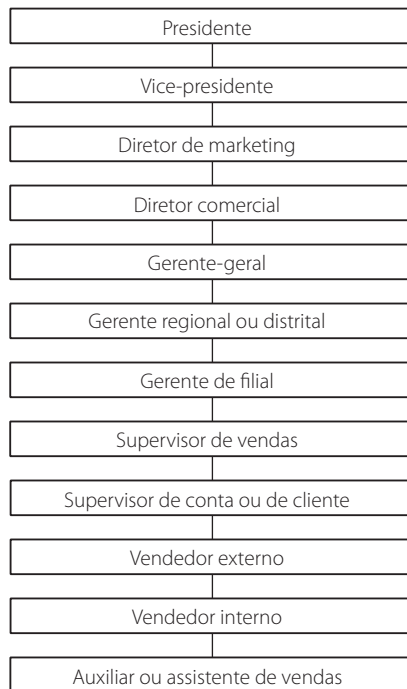 Presidente
Vice-presidente
Diretor de marketing
Diretor comercial
Gerente-geral
Gerente regional ou distrital
Gerente de filial
Supervisor de vendas
Supervisor de conta ou de cliente
Vendedor externo
Vendedor interno
Auxiliar ou assistente de vendas